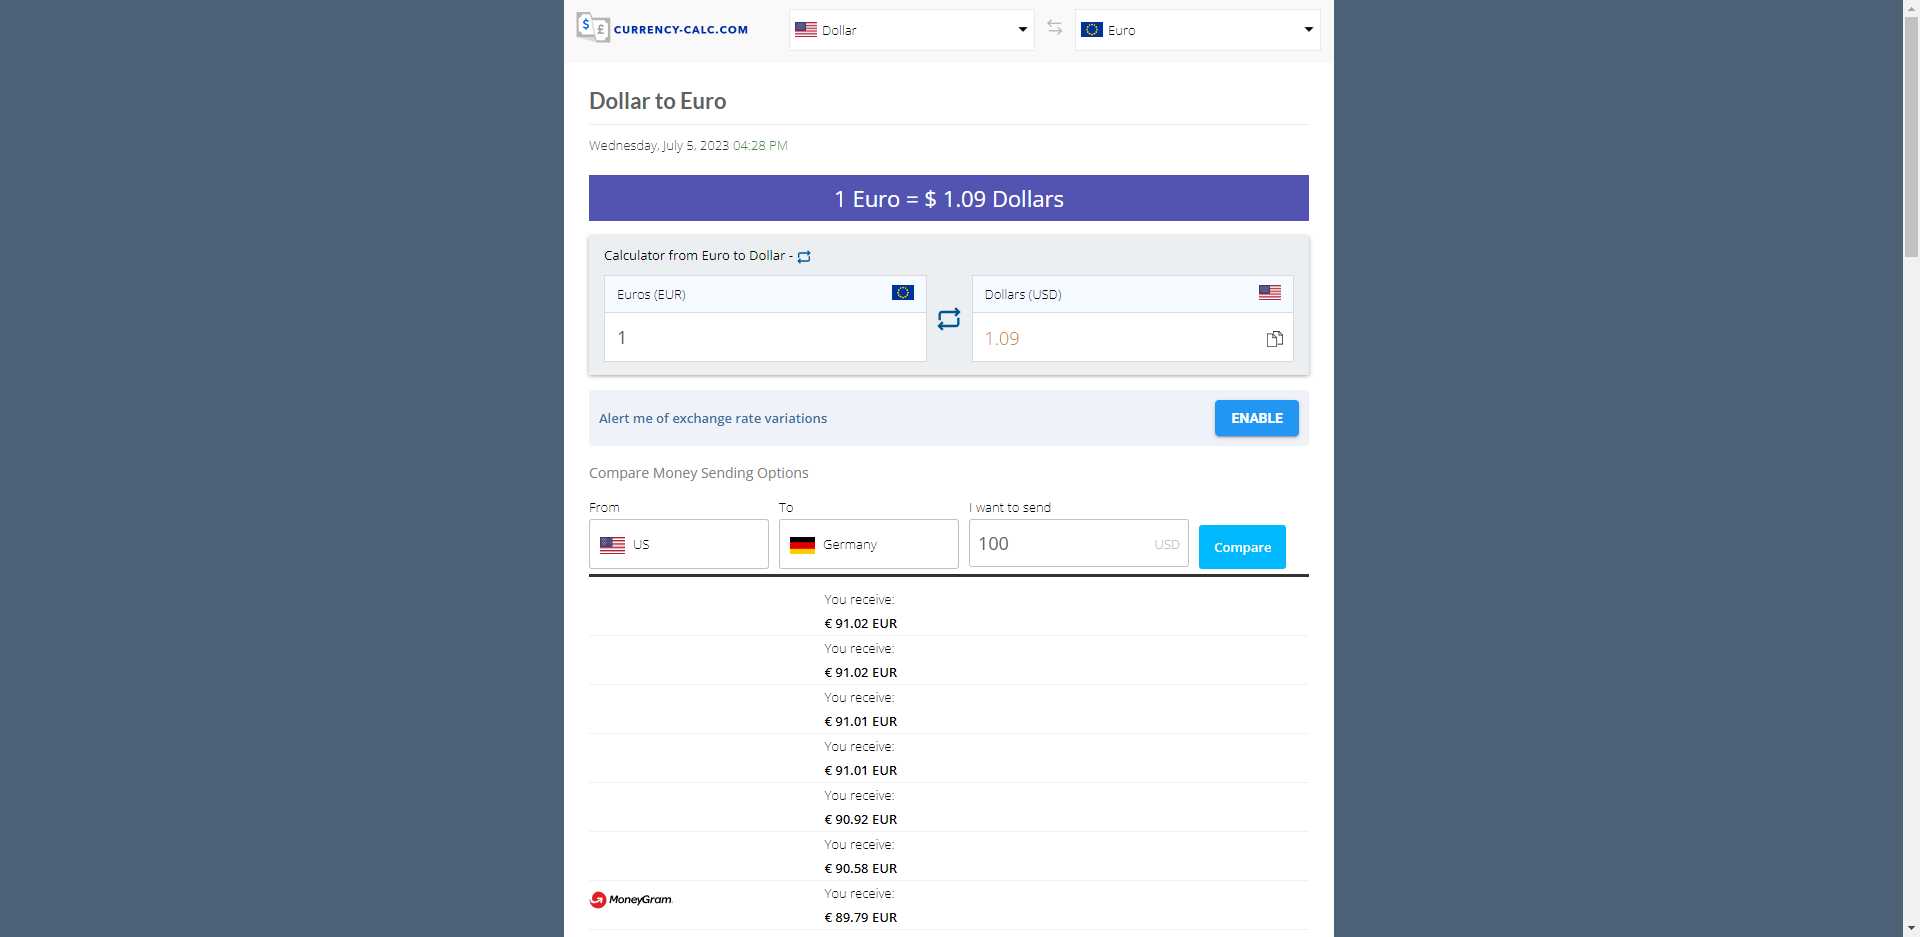 CURRENCY-CALC.COM
Dollar
Euro
Dollar to Euro
Wednesday, July 5, 2023 04:28 PM
1 Euro = $ 1.09 Dollars
Calculator from Euro to Dollar -
Euros (EUR)
Dollars (USD)
1
1.09
Alert me of exchange rate variations
ENABLE
Compare Money Sending Options
From
To
I want to send
US
Germany
100
USD
Compare
You receive:
€ 91.02 EUR
You receive:
€ 91.02 EUR
You receive:
€ 91.01 EUR
You receive:
€ 91.01 EUR
You receive:
€ 90.92 EUR
You receive:
€ 90.58 EUR
MoneyGram.
You receive:
€ 89.79 EUR